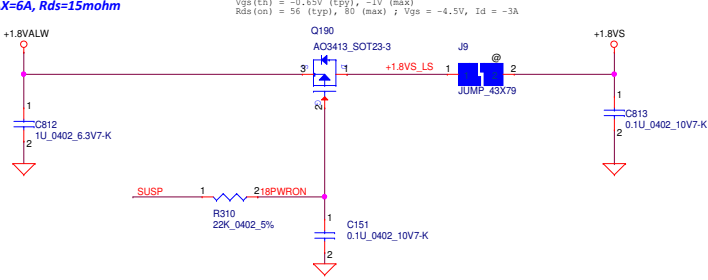 Vgs(th) = -0.65V (tpy), -1V (max)
X=6A, Rds=15mohm
Rds(on) = 56 (typ), 80 (max) ; Vgs = -4.5V, Id = -3A
+1.8VALW
Q190
AO3413_SOT23-3
J9
@
+1.8VS
3
1
+1.8VS_LS
1
2
JUMP_43X79
2
1
C812
1U_0402_6.3V7-K
2
1
C813
0.1U_0402_10V7-K
2
SUSP
1
2
18PWRON
R310
22K_0402_5%
1
C151
0.1U_0402_10V7-K
2